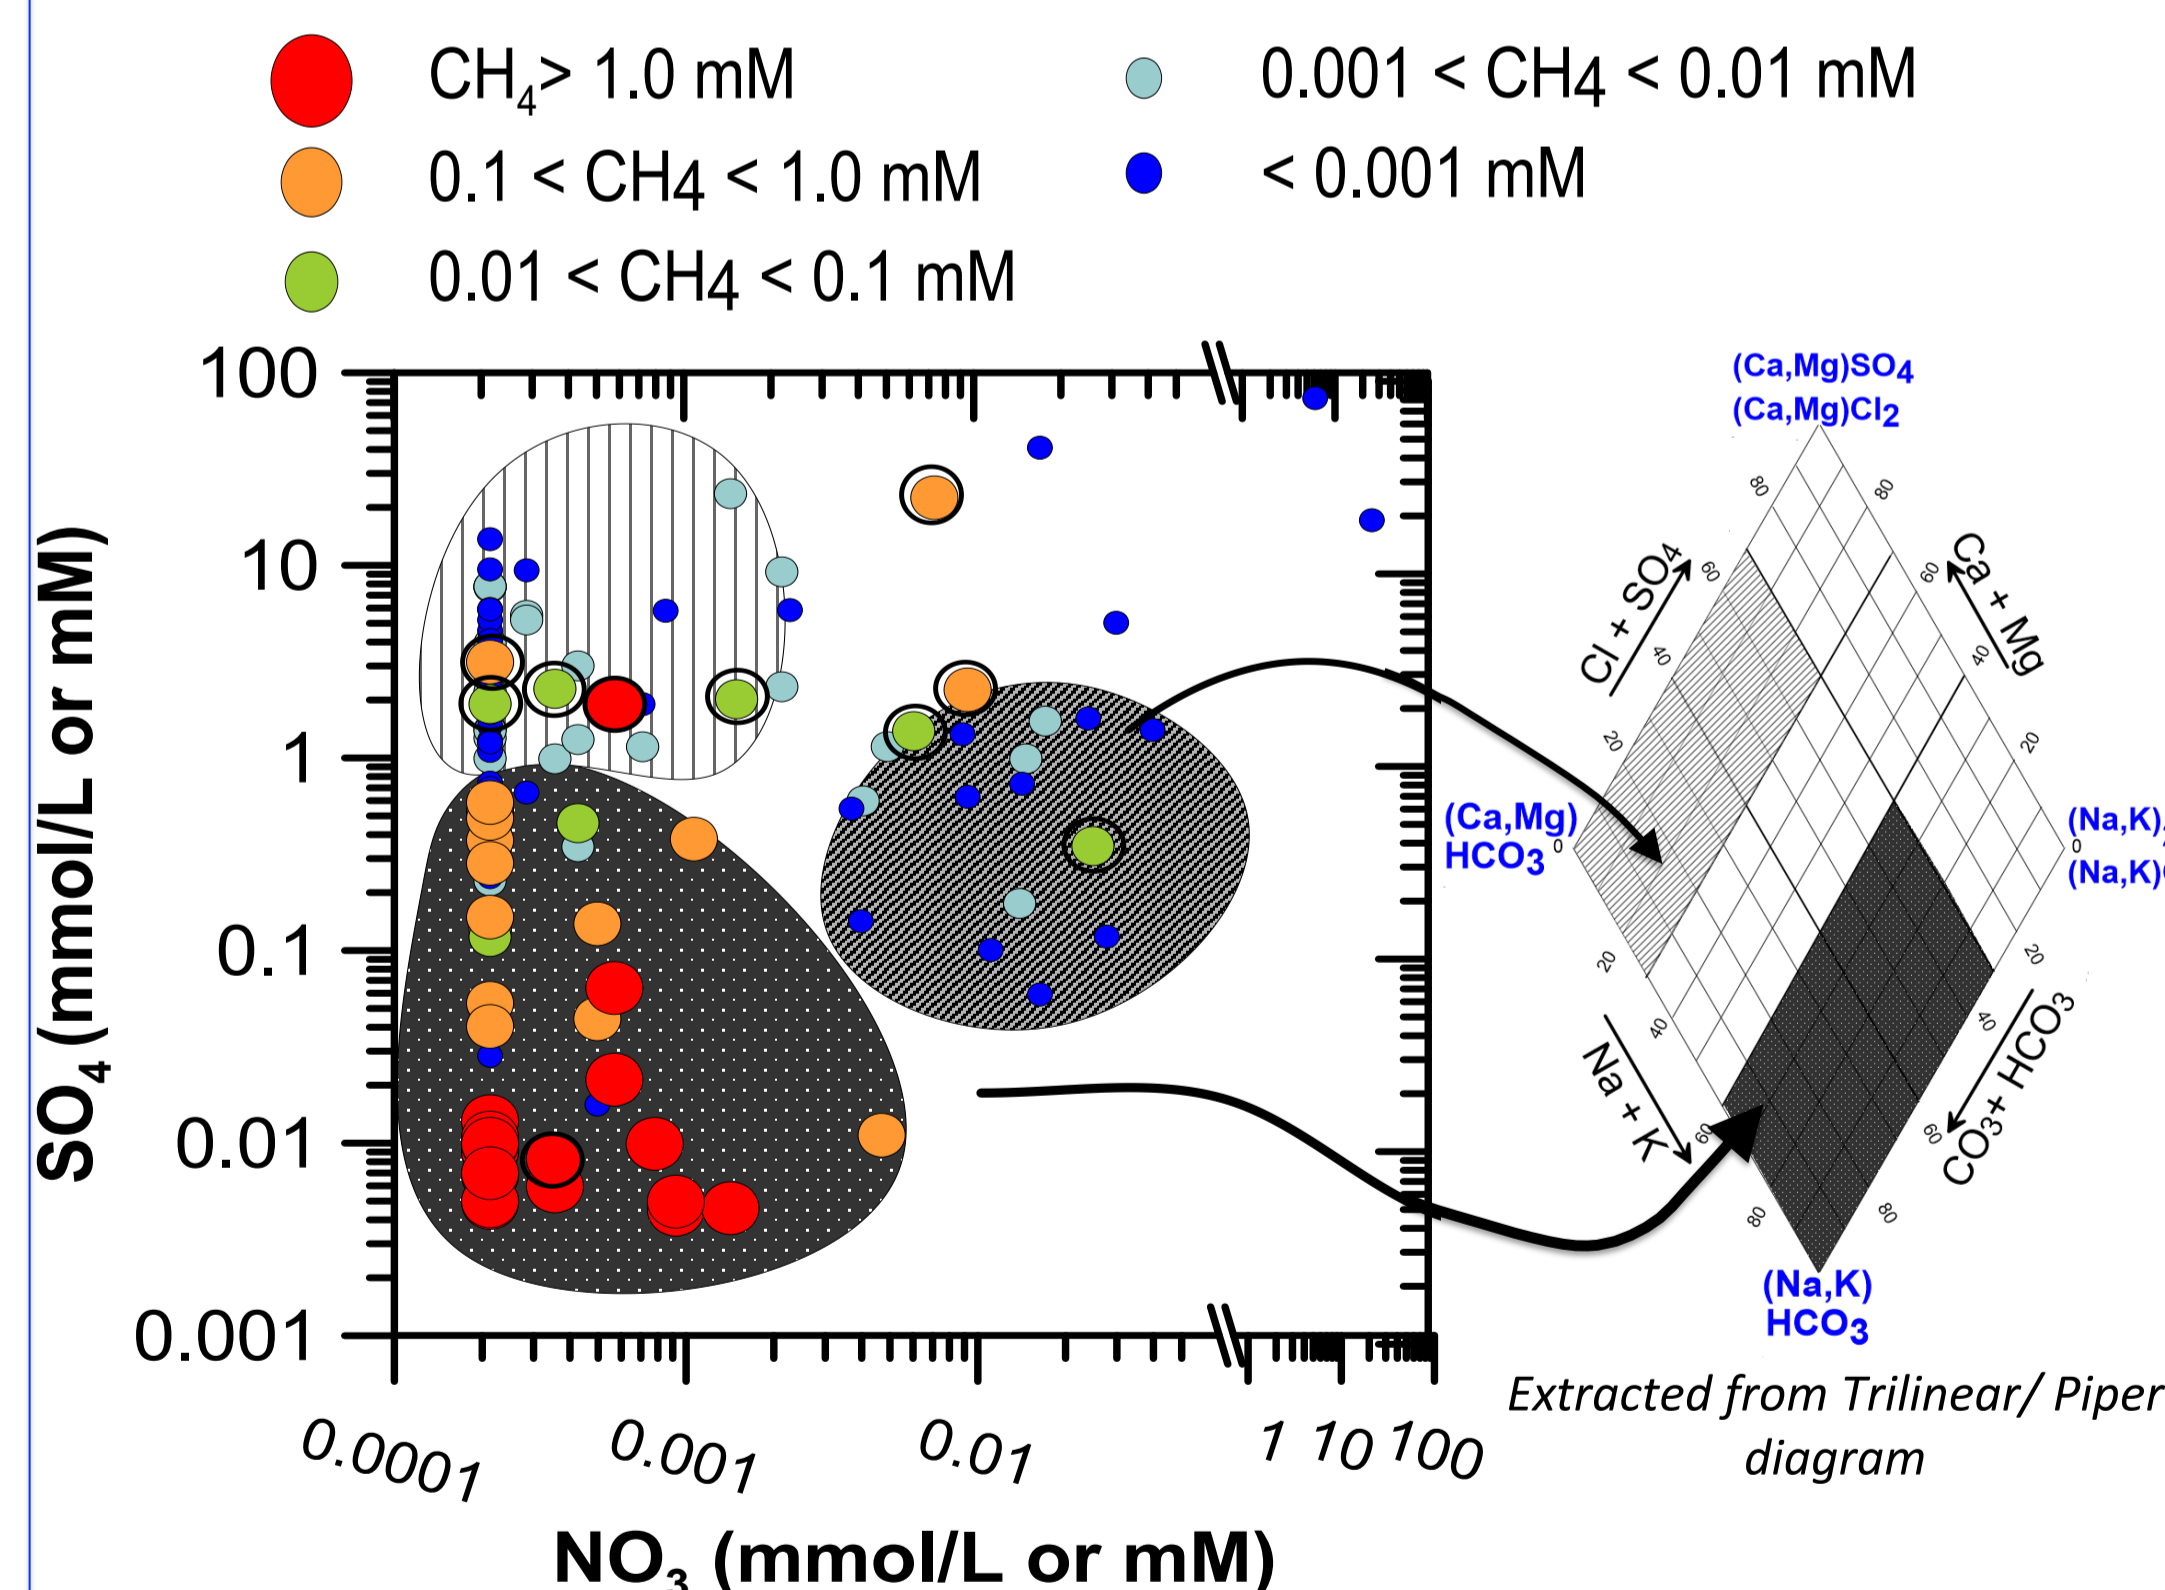 CH₄> 1.0 mM
0.1 < CH4 < 1.0 mM
0.01 < CH4 < 0.1 mM
0.001 < CH4 < 0.01 mM
< 0.001 mM
SO₄ (mmol/L or mM)
100
10
1
0.1
0.01
0.001
0.0001
0.001
0.01
1
10
100
NO₃ (mmol/L or mM)
(Ca,Mg)SO4
(Ca,Mg)Cl2
80
80
Cl + SO4
60
60
Ca + Mg
40
40
20
20
(Ca,Mg)
HCO3
0
0
(Na,K)
(Na,K)
20
20
40
40
Na + K
60
60
CO3+ HCO3
80
80
(Na,K)
HCO3
Extracted from Trilinear/ Piper
diagram